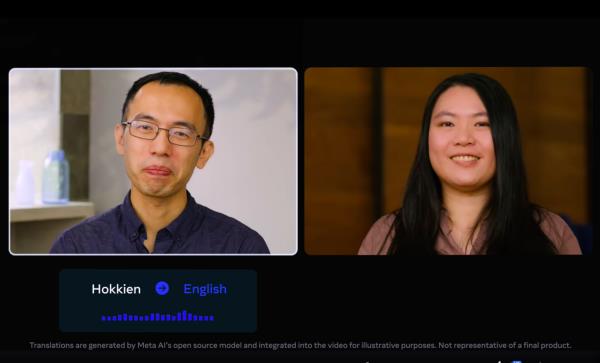 Hokkien English
Translations are generated by Meta AI's open source model and integrated into the video for illustrative purposes. Not representative of a final product.